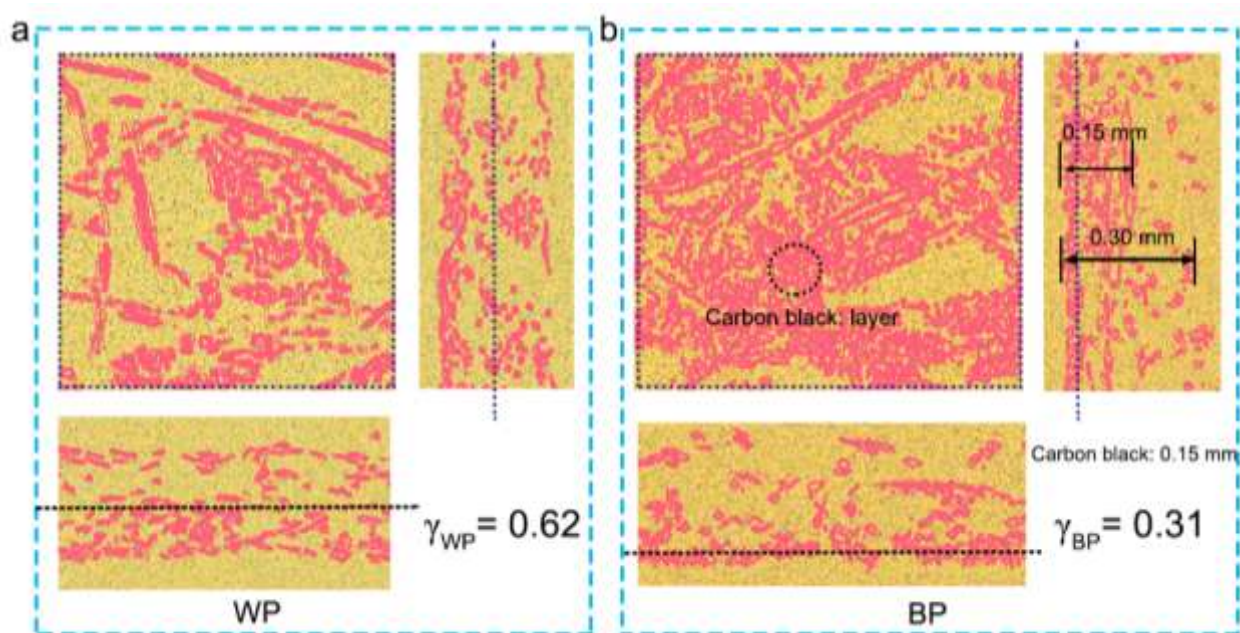 a
γWP= 0.62
WP
b
0.15 mm
0.30 mm
Carbon black: layer
Carbon black: 0.15 mm
γBP= 0.31
BP